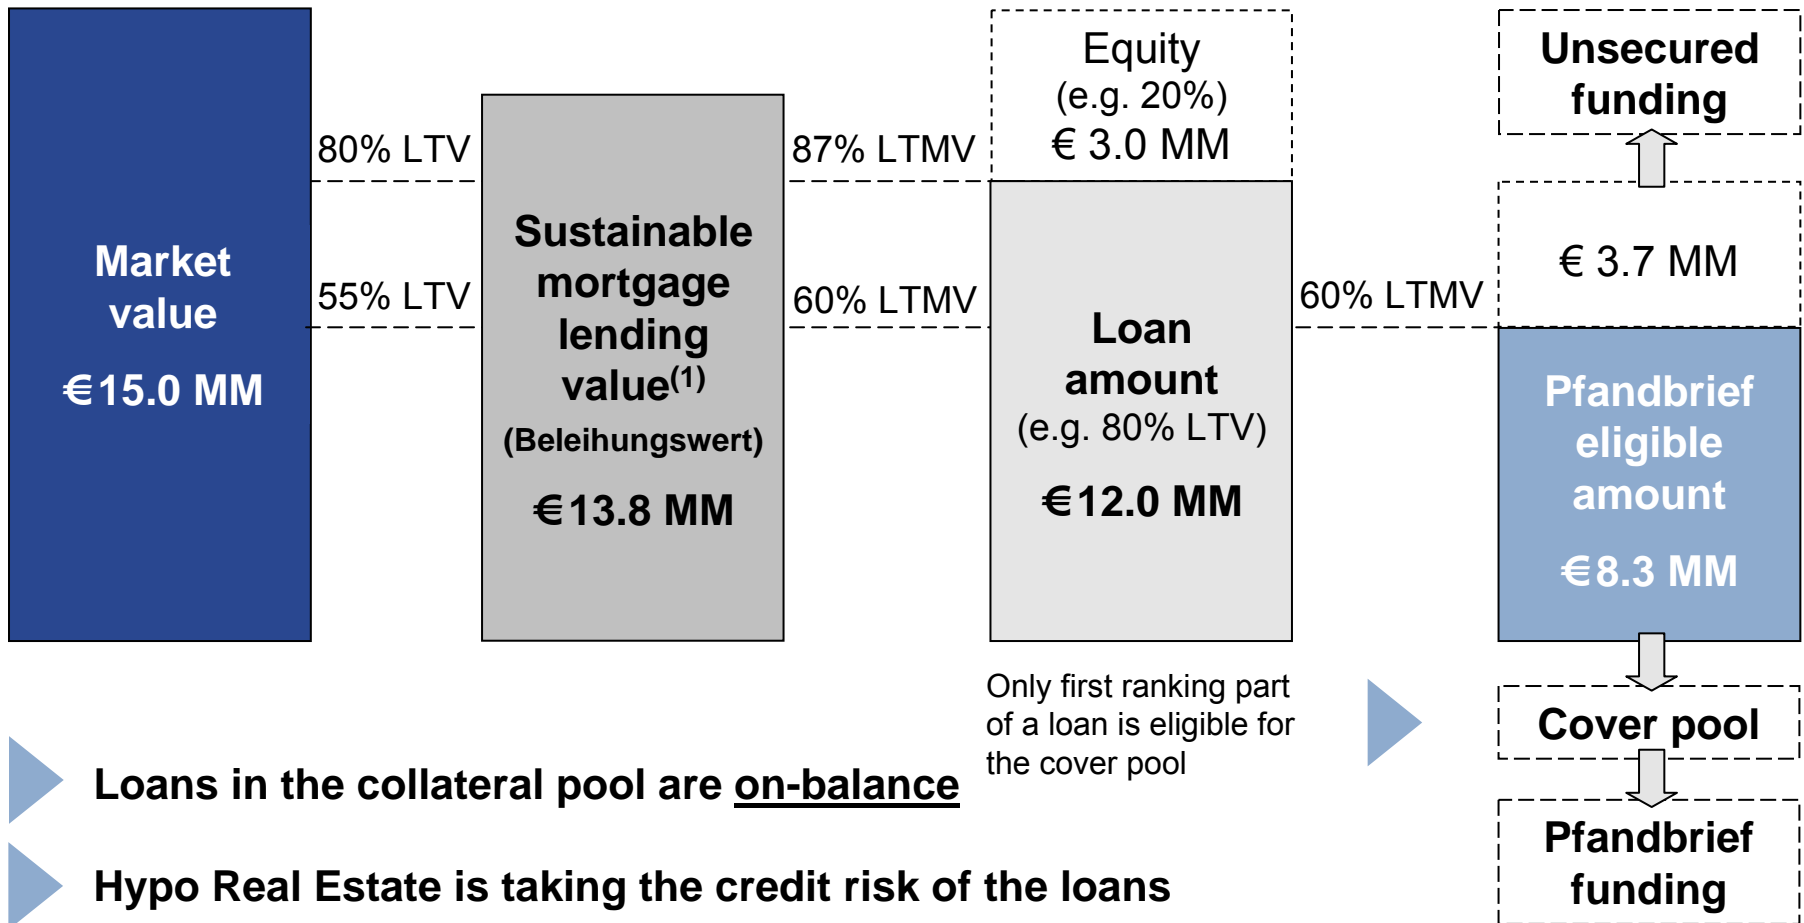 Market
value
€15.0 MM
80% LTV
55% LTV
Sustainable
mortgage
lending
value(1)
(Beleihungswert)
€13.8 MM
87% LTMV
60% LTMV
Equity
(e.g. 20%)
€ 3.0 MM
Loan
amount
(e.g. 80% LTV)
€12.0 MM
60% LTMV
Unsecured
funding
€ 3.7 MM
Pfandbrief
eligible
amount
€8.3 MM
Only first ranking part
of a loan is eligible for
the cover pool
Cover pool
Pfandbrief
funding
Loans in the collateral pool are on-balance
Hypo Real Estate is taking the credit risk of the loans